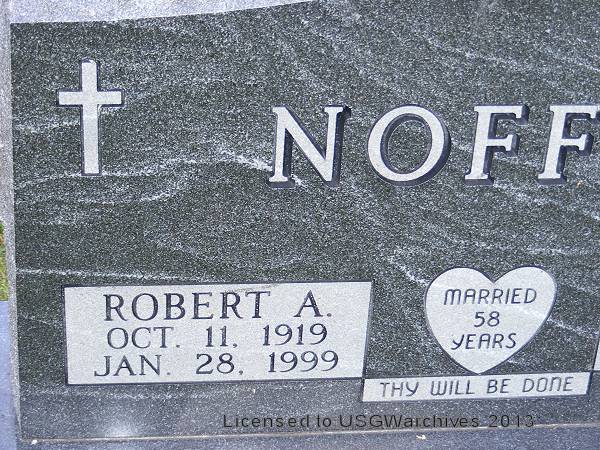 NOFF
ROBERT A.
OCT. 11, 1919
JAN. 28, 1999
MARRIED
58
YEARS
THY WILL BE DONE
Licensed to USGWarchives 2013